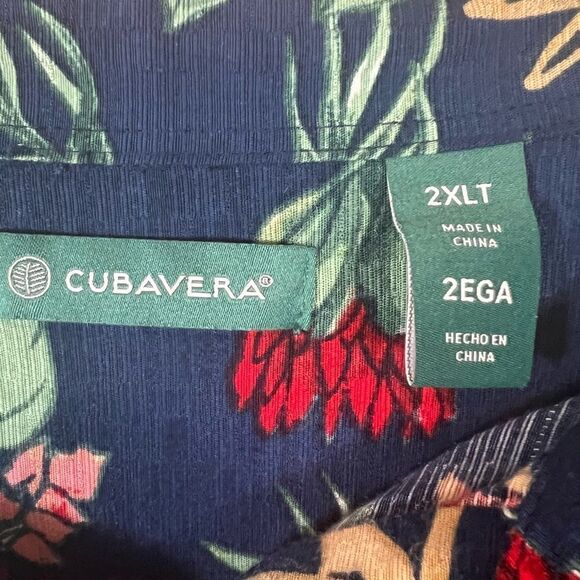 CUBAVERA®
2XLT
MADE IN
CHINA
2EGA
HECHO EN
CHINA